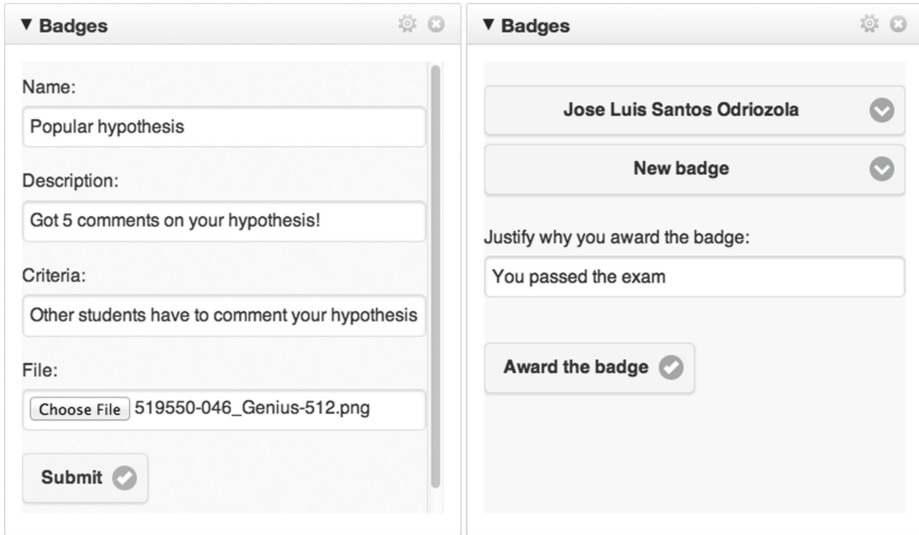 Badges
Name:
Popular hypothesis
Description:
Got 5 comments on your hypothesis!
Criteria:
Other students have to comment your hypothesis
File:
Choose File 519550-046_Genius-512.png
Submit
Badges
Jose Luis Santos Odriozola
New badge
Justify why you award the badge:
You passed the exam
Award the badge